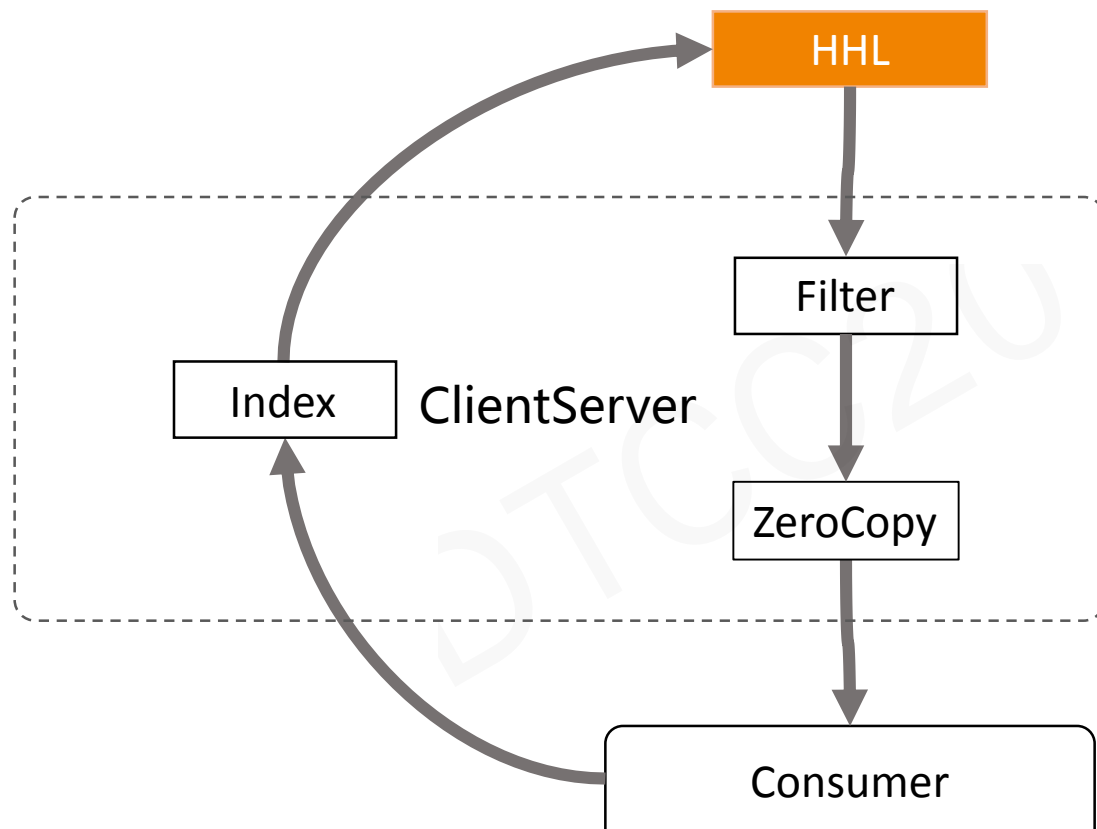 HHL
Filter
Index
ClientServer
ZeroCopy
Consumer